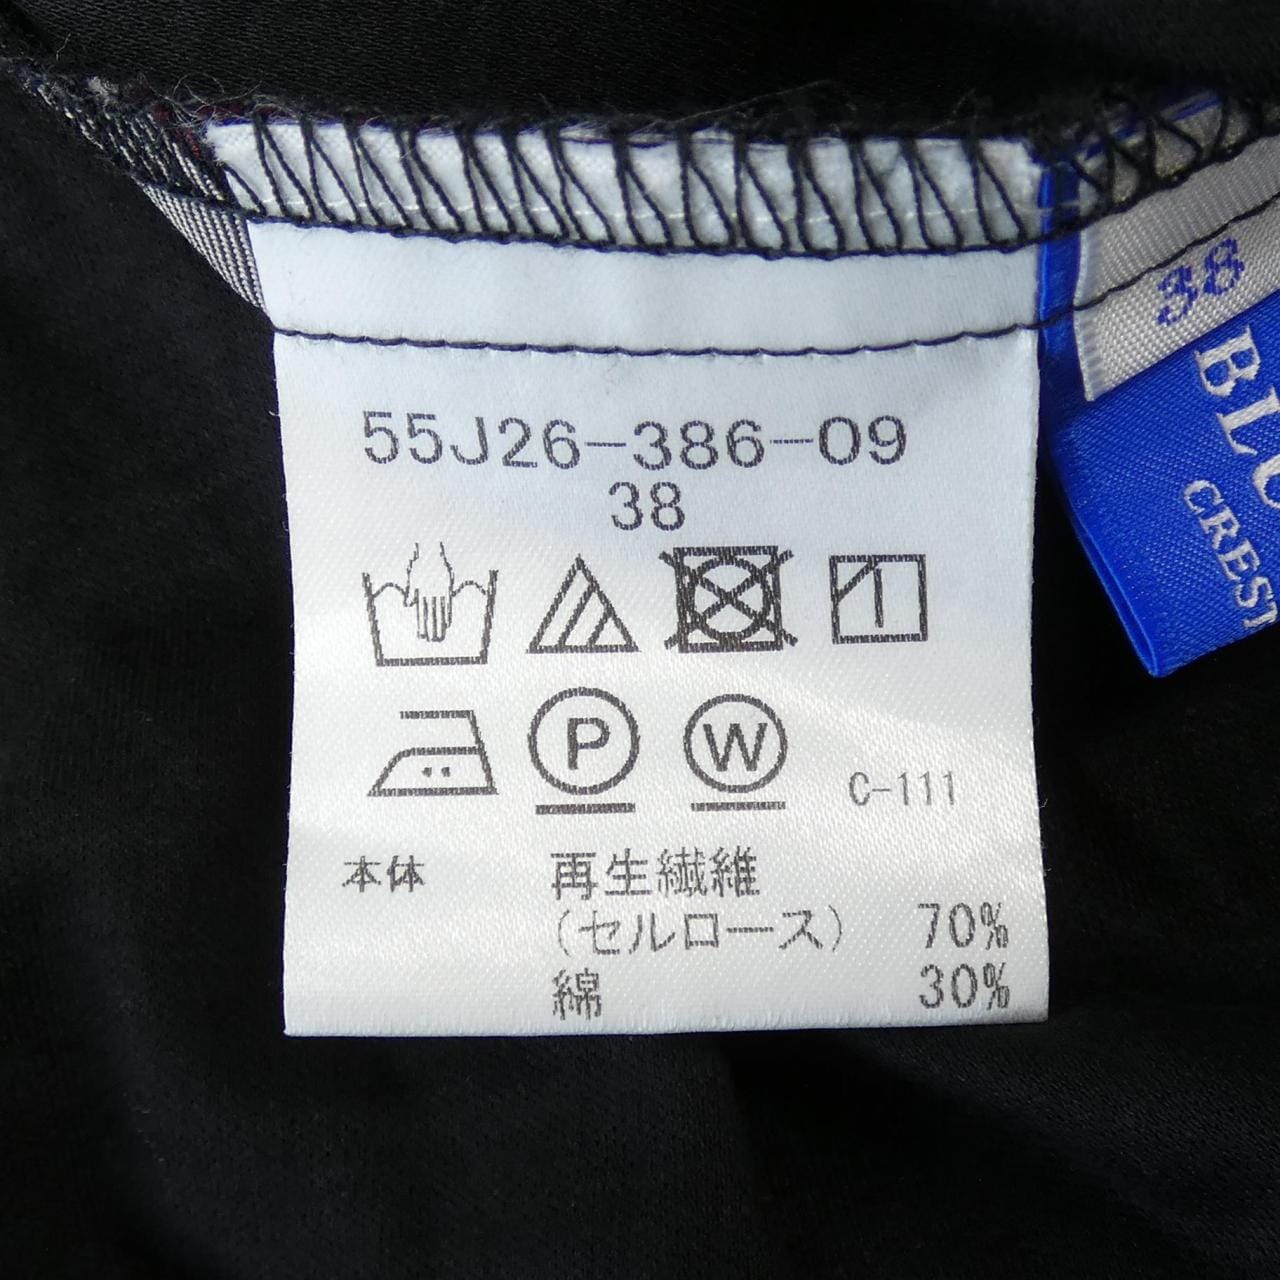 38
BLU
CREST
55J26-386-09
38
P
W
C-111
本体 再生繊維
(セルロース) 70%
綿 30%